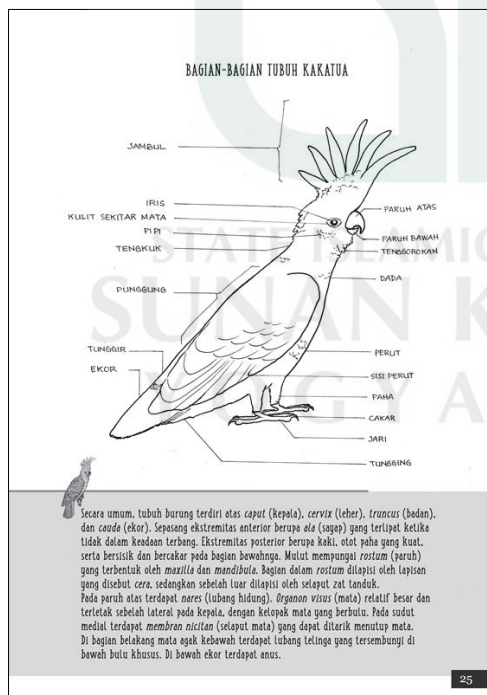 BAGIAN-BAGIAN TUBUH KAKATUA
JAMBUL
IRIS
KULIT SEKITAR MATA
PIPI
TENGKUK
PUNGGUNG
TUNGGIR
EKOR
PARUH ATAS
PARUH BAWAH
TENGGOROKAN
DADA
PERUT
SISI PERUT
PAHA
CAKAR
JARI
TUNGGING
STATE ISLAMIC
SUNAN K
YOGYA
Secara umum, tubuh burung terdiri atas caput (kepala), cervix (leher), truncus (badan),
dan cauda (ekor). Sepasang ekstremitas anterior berupa ala (sayap) yang terlipat ketika
tidak dalam keadaan terbang. Ekstremitas posterior berupa kaki, otot paha yang kuat,
serta bersisik dan bercakar pada bagian bawahnya. Mulut mempungai rostum (paruh)
yang terbentuk oleh maxilla dan mandibula. Bagian dalam rostum dilapisi oleh lapisan
yang disebut cera, sedangkan sebelah luar dilapisi oleh selaput zat tanduk.
Pada paruh atas terdapat nares (lubang hidung). Organon visus (mata) relatif besar dan
terletak sebelah lateral pada kepala, dengan kelopak mata yang berbulu. Pada sudut
medial terdapat membran nicitan (selaput mata) yang dapat ditarik menutup mata.
Di bagian belakang mata agak kebawah terdapat lubang telinga yang tersembungi di
bawah bulu khusus. Di bawah ekor terdapat anus.
25